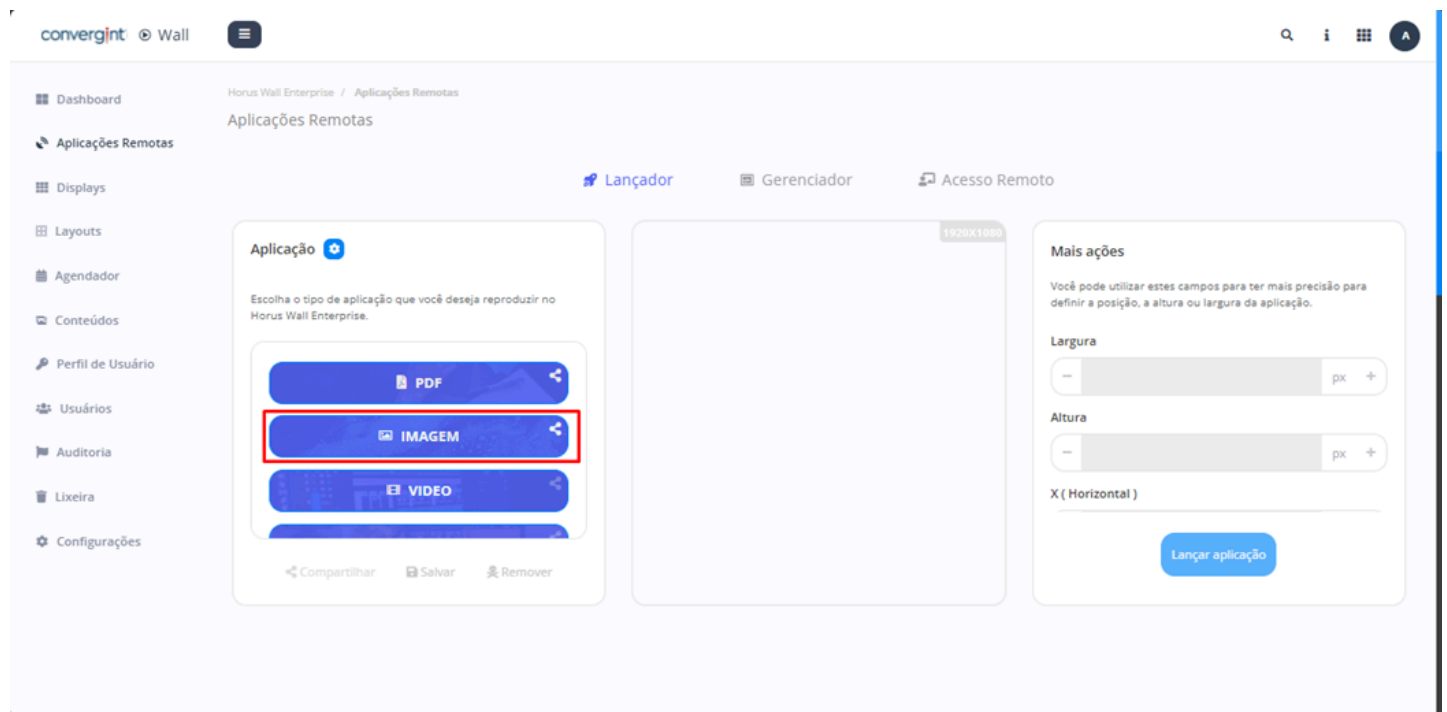 convergint Wall
A
Dashboard
Aplicações Remotas
Displays
Layouts
Agendador
Conteúdos
Perfil de Usuário
Usuários
Auditoria
Lixeira
Configurações
Horus Wall Enterprise / Aplicações Remotas
Aplicações Remotas
Lançador
Gerenciador
Acesso Remoto
Aplicação
Escolha o tipo de aplicação que você deseja reproduzir no
Horus Wall Enterprise.
PDF
IMAGEM
VIDEO
Compartilhar Salvar Remover
1920X1080
Mais ações
Você pode utilizar estes campos para ter mais precisão para
definir a posição, a altura ou largura da aplicação.
Largura
− px +
Altura
− px +
X ( Horizontal )
Lançar aplicação